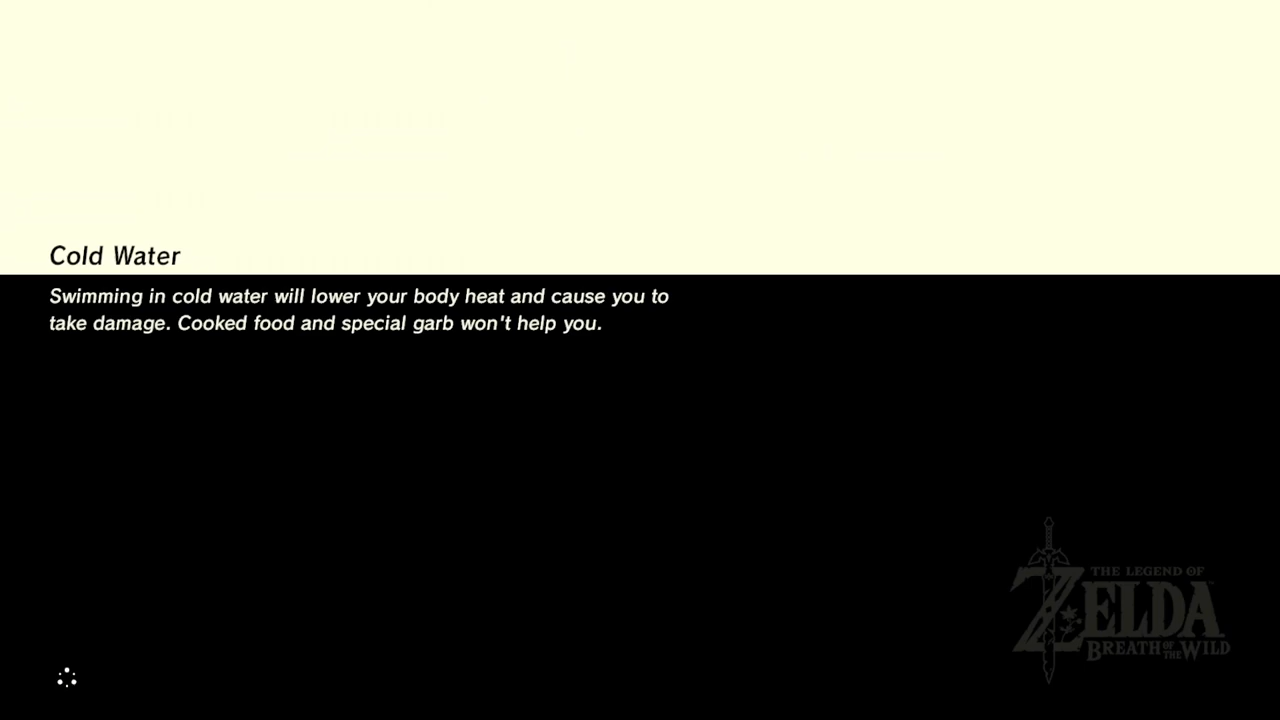 Cold Water
Swimming in cold water will lower your body heat and cause you to
take damage. Cooked food and special garb won't help you.
THE LEGEND OF
ZELDA
BREATH OF THE WILD